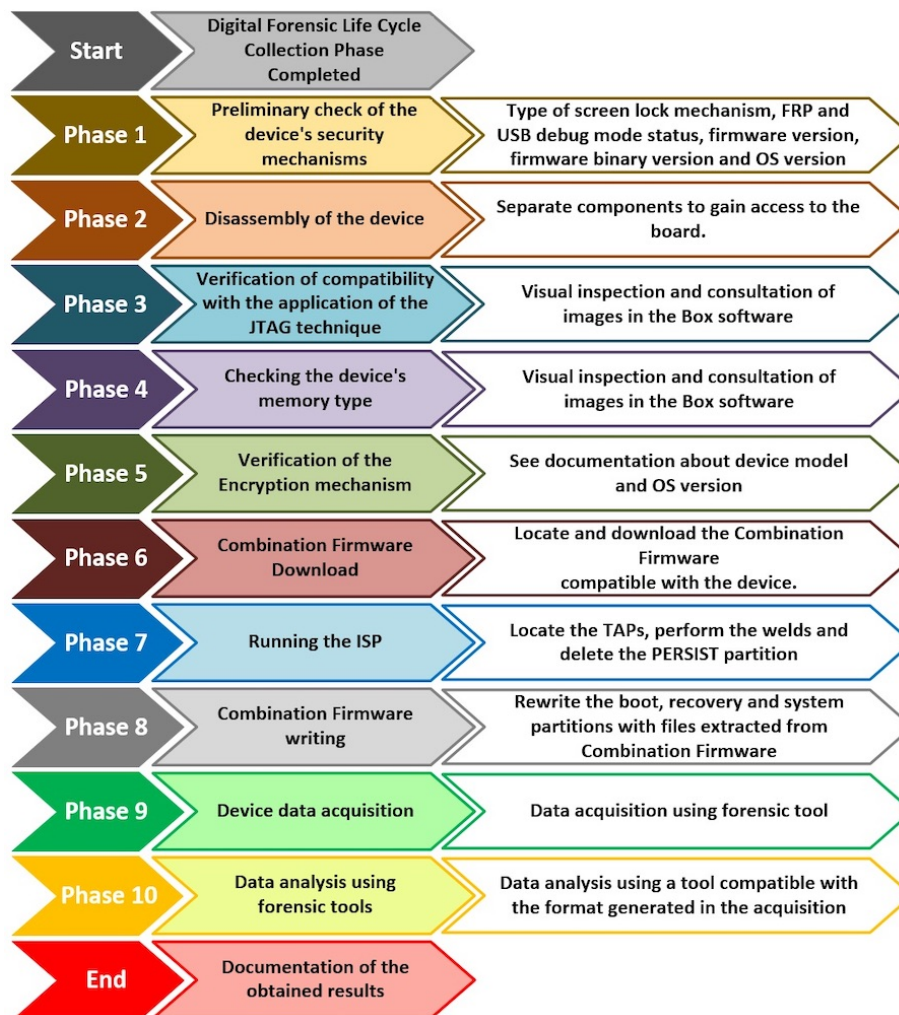 Start
Digital Forensic Life Cycle
Collection Phase
Completed
Phase 1
Preliminary check of the
device's security
mechanisms
Type of screen lock mechanism, FRP and
USB debug mode status, firmware version,
firmware binary version and OS version
Phase 2
Disassembly of the device
Separate components to gain access to the
board.
Phase 3
Verification of compatibility
with the application of the
JTAG technique
Visual inspection and consultation of
images in the Box software
Phase 4
Checking the device's
memory type
Visual inspection and consultation of
images in the Box software
Phase 5
Verification of the
Encryption mechanism
See documentation about device model
and OS version
Phase 6
Combination Firmware
Download
Locate and download the Combination
Firmware
compatible with the device.
Phase 7
Running the ISP
Locate the TAPs, perform the welds and
delete the PERSIST partition
Phase 8
Combination Firmware
writing
Rewrite the boot, recovery and system
partitions with files extracted from
Combination Firmware
Phase 9
Device data acquisition
Data acquisition using forensic tool
Phase 10
Data analysis using
forensic tools
Data analysis using a tool compatible with
the format generated in the acquisition
End
Documentation of the
obtained results